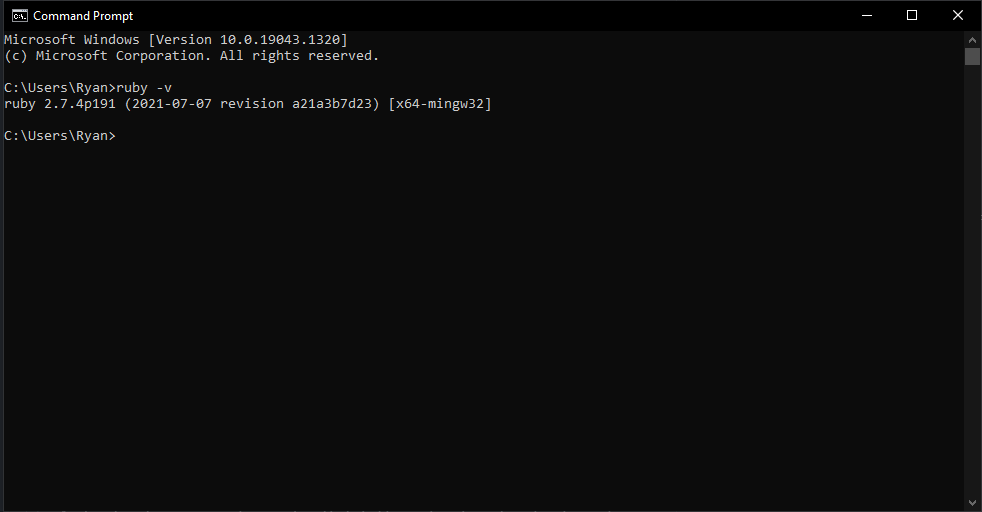 Command Prompt
Microsoft Windows [Version 10.0.19043.1320]
(c) Microsoft Corporation. All rights reserved.
C:\Users\Ryan>ruby -v
ruby 2.7.4p191 (2021-07-07 revision a21a3b7d23) [x64-mingw32]
C:\Users\Ryan>